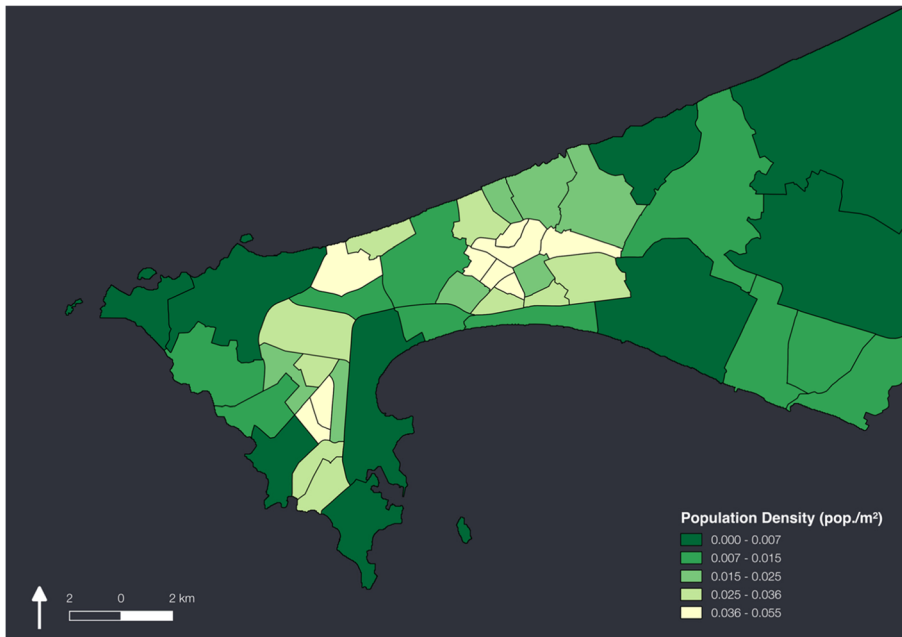 Population Density (pop./m²)
0.000 - 0.007
0.007 - 0.015
0.015 - 0.025
0.025 - 0.036
0.036 - 0.055
2 0 2 km